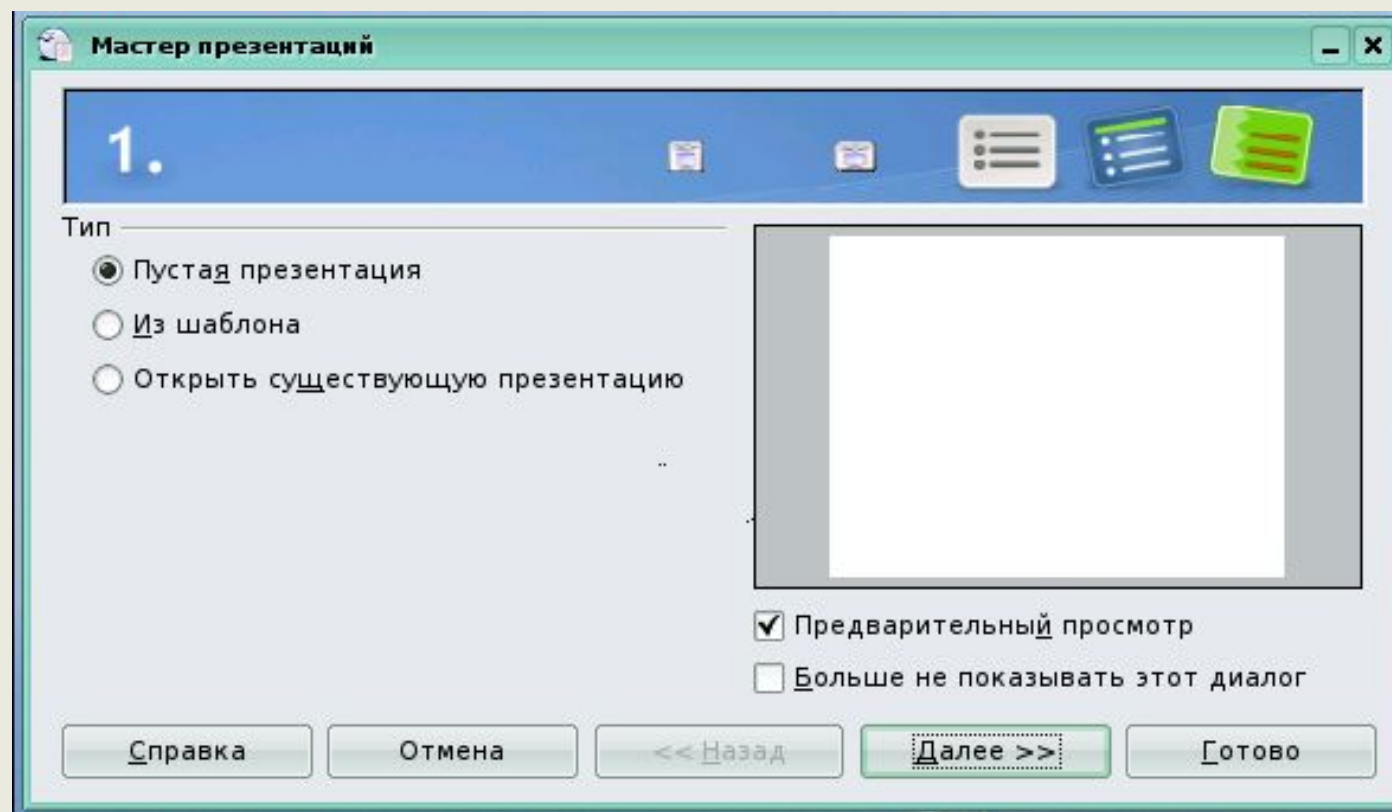 Мастер презентаций
1.
Тип
Пустая презентация
Из шаблона
Открыть существующую презентацию
Предварительный просмотр
Больше не показывать этот диалог
Справка
Отмена
<< Назад
Далее >>
Готово